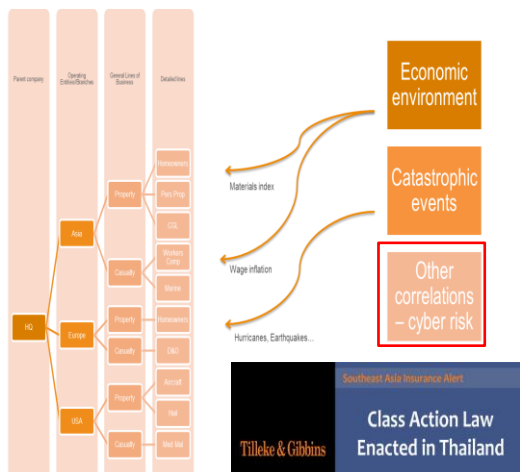 Parent company
Operating
Entities/Branches
General Lines of
Business
Detailed lines
HQ
Asia
Europe
USA
Property
Casualty
Property
Casualty
Property
Casualty
Homeowners
Pers Prop
CGL
Workers
Comp
Marine
Homeowners
D&O
Aircraft
Hail
Med Mal
Materials index
Wage inflation
Hurricanes, Earthquakes...
Economic
environment
Catastrophic
events
Other
correlations
– cyber risk
Tilleke & Gibbins
Southeast Asia Insurance Alert
Class Action Law
Enacted in Thailand